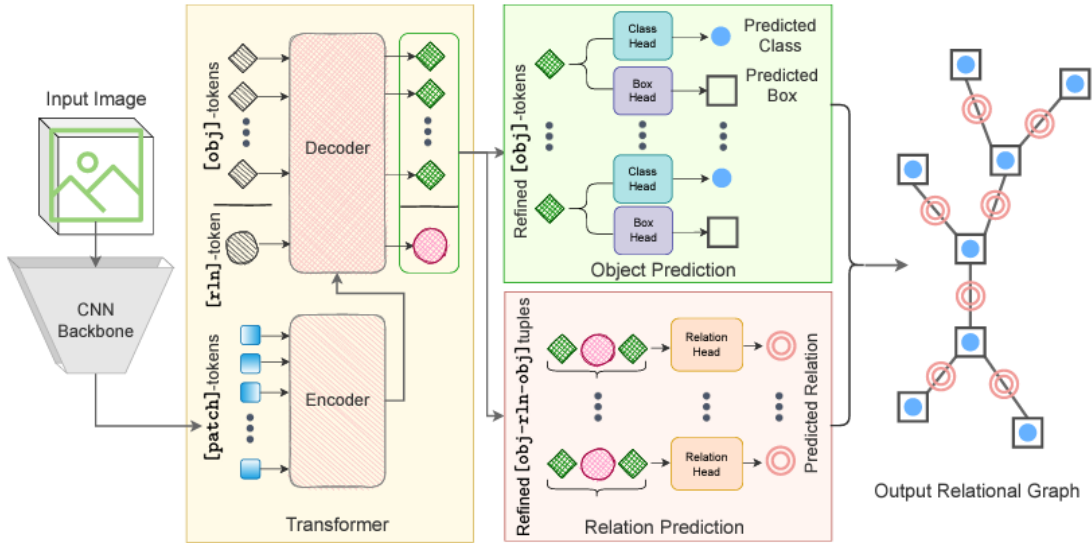 Input Image
CNN
Backbone
[obj]-tokens
[rln]-token
[patch]-tokens
Decoder
Encoder
Transformer
Refined [obj]-tokens
Class
Head
Predicted
Class
Box
Head
Predicted
Box
Class
Head
Box
Head
Object Prediction
Refined [obj-rln-obj]tuples
Relation
Head
Relation
Head
Predicted Relation
Relation Prediction
Output Relational Graph